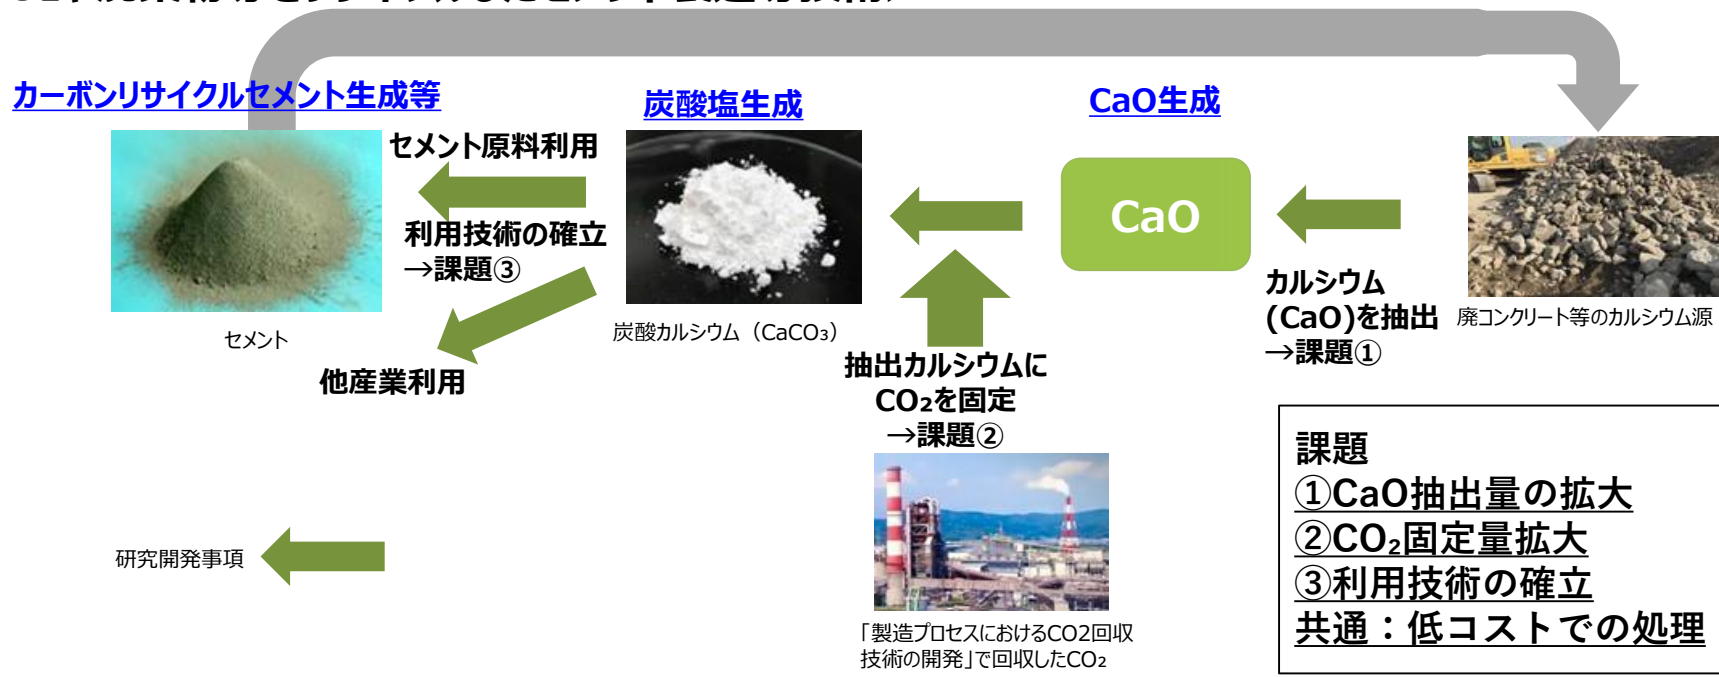 カーボンリサイクルセメント生成等
炭酸塩生成
CaO生成
セメント原料利用
利用技術の確立
→課題③
セメント
他産業利用
炭酸カルシウム（CaCO₃）
CaO
抽出カルシウムに
CO₂を固定
→課題②
カルシウム
(CaO)を抽出
→課題①
廃コンクリート等のカルシウム源
研究開発事項
「製造プロセスにおけるCO2回収
技術の開発」で回収したCO₂
課題
①CaO抽出量の拡大
②CO₂固定量拡大
③利用技術の確立
共通：低コストでの処理